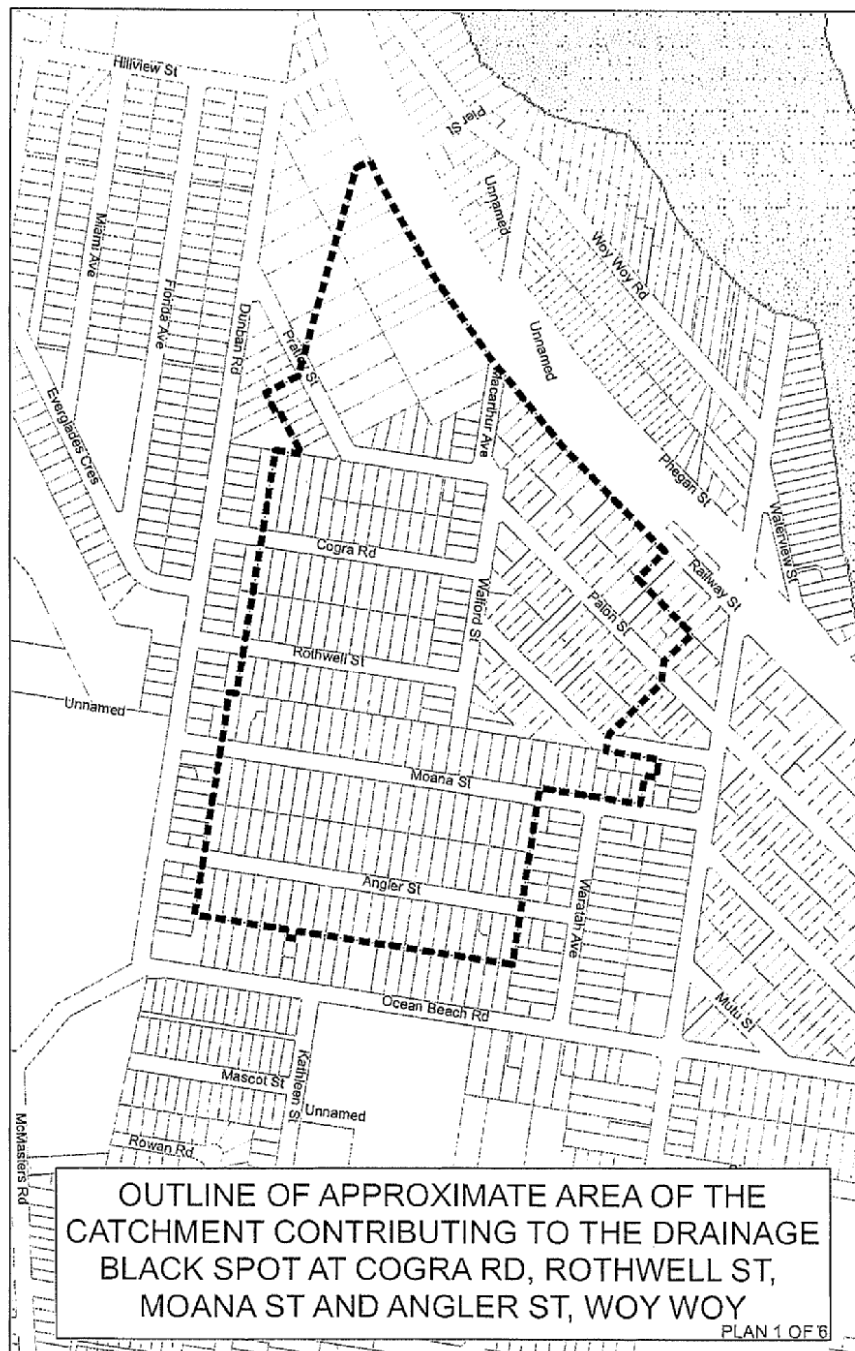 Hillview St
Pier St
Unnamed
Woy Woy Rd
Miami Ave
Florida Ave
Dunban Rd
Unnamed
Everglades Cres
Macarthur Ave
Phegan St
Waterview St
Cogra Rd
Railway St
Walford St
Rothwell St
Unnamed
Moana St
Angler St
Waratah Ave
Ocean Beach Rd
Mutu St
Mascot St
Kathleen St
Unnamed
Rowan Rd
McMasters Rd
OUTLINE OF APPROXIMATE AREA OF THE
CATCHMENT CONTRIBUTING TO THE DRAINAGE
BLACK SPOT AT COGRA RD, ROTHWELL ST,
MOANA ST AND ANGLER ST, WOY WOY
PLAN 1 OF 6